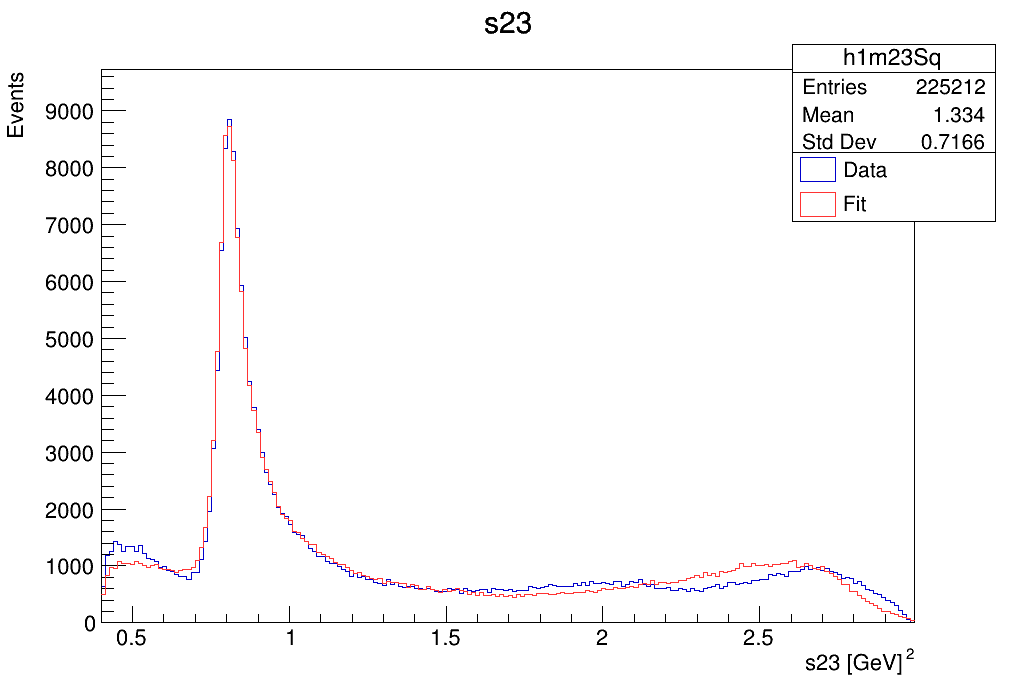 s23
h1m23Sq
Entries 225212
Mean 1.334
Std Dev 0.7166
Data
Fit
Events
9000
8000
7000
6000
5000
4000
3000
2000
1000
0
0.5 1 1.5 2 2.5
s23 [GeV]²